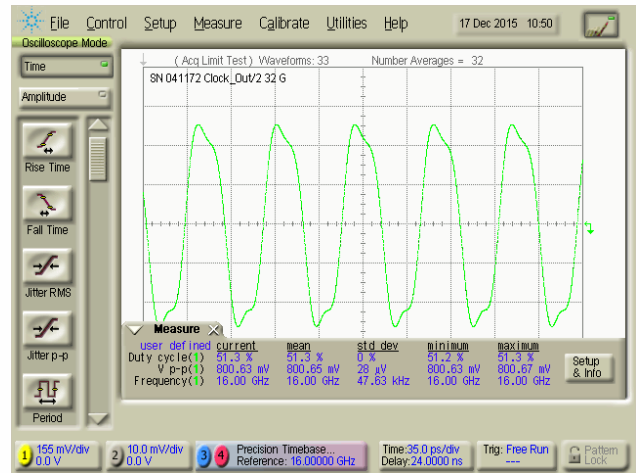 File Control Setup Measure Calibrate Utilities Help 17 Dec 2015 10:50
Oscilloscope Mode
Time
Amplitude
Rise Time
Fall Time
Jitter RMS
Jitter p-p
Period
( Acq Limit Test ) Waveforms: 33 Number Averages = 32
SN 041172 Clock_Out/2 32 G
Measure
user defined current mean std dev minimum maximum
Duty cycle(1) 51.3 % 51.3 % 0 % 51.2 % 51.3 %
V p-p(1) 800.63 mV 800.65 mV 28 µV 800.63 mV 800.67 mV
Frequency(1) 16.00 GHz 16.00 GHz 47.63 kHz 16.00 GHz 16.00 GHz
Setup
& Info
1 155 mV/div
0.0 V
2 10.0 mV/div
0.0 V
3 4 Precision Timebase...
Reference: 16.00000 GHz
Time:35.0 ps/div
Delay:24.0000 ns
Trig: Free Run
---
Pattern
Lock